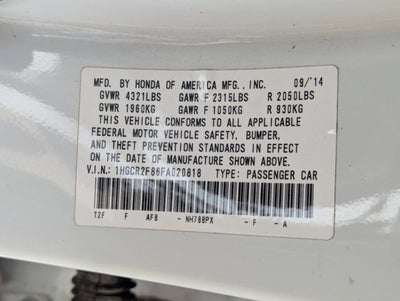 MFD. BY HONDA OF AMERICA MFG., INC. 09/14
GVWR 4321LBS GAWR F 2315LBS R 2050LBS
GVWR 1960KG GAWR F 1050KG R 930KG
THIS VEHICLE CONFORMS TO ALL APPLICABLE
FEDERAL MOTOR VEHICLE SAFETY, BUMPER,
AND THEFT PREVENTION STANDARDS IN EFFECT
ON THE DATE OF MANUFACTURE SHOWN ABOVE.
V.I.N.: 1HGCR2F86FA020818 TYPE: PASSENGER CAR
T2F F AF8 - NH788PX - F - A